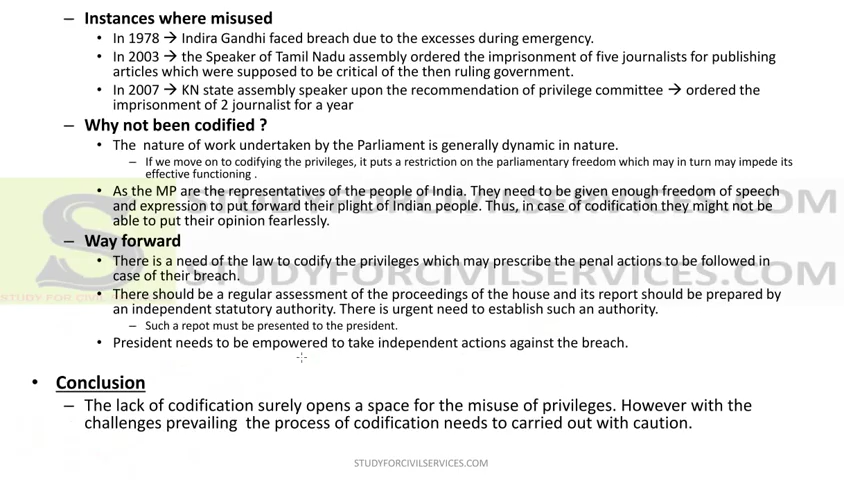 – Instances where misused
• In 1978 → Indira Gandhi faced breach due to the excesses during emergency.
• In 2003 → the Speaker of Tamil Nadu assembly ordered the imprisonment of five journalists for publishing
articles which were supposed to be critical of the then ruling government.
• In 2007 → KN state assembly speaker upon the recommendation of privilege committee → ordered the
imprisonment of 2 journalist for a year
– Why not been codified ?
• The  nature of work undertaken by the Parliament is generally dynamic in nature.
– If we move on to codifying the privileges, it puts a restriction on the parliamentary freedom which may in turn may impede its
effective functioning .
• As the MP are the representatives of the people of India. They need to be given enough freedom of speech
and expression to put forward their plight of Indian people. Thus, in case of codification they might not be
able to put their opinion fearlessly.
– Way forward
• There is a need of the law to codify the privileges which may prescribe the penal actions to be followed in
case of their breach.
• There should be a regular assessment of the proceedings of the house and its report should be prepared by
an independent statutory authority. There is urgent need to establish such an authority.
– Such a repot must be presented to the president.
• President needs to be empowered to take independent actions against the breach.
• Conclusion
– The lack of codification surely opens a space for the misuse of privileges. However with the
challenges prevailing  the process of codification needs to carried out with caution.
STUDYFORCIVILSERVICES.COM
STUDYFORCIVILSERVICES.COM
STUDYFORCIVILSERVICES.COM
STUDY FOR CIVIL